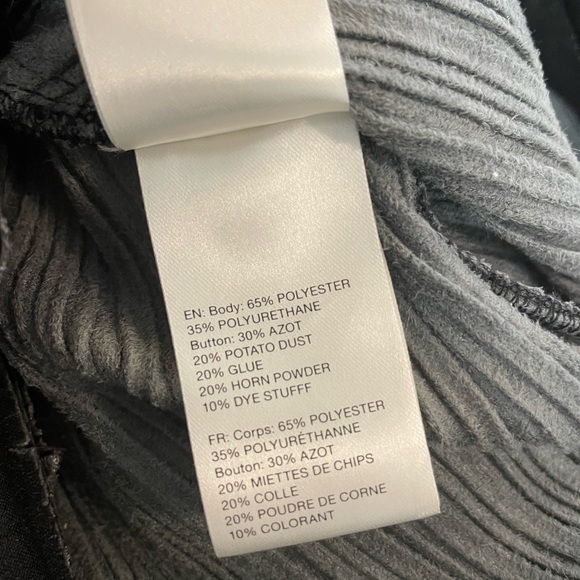 EN: Body: 65% POLYESTER
35% POLYURETHANE
Button: 30% AZOT
20% POTATO DUST
20% GLUE
20% HORN POWDER
10% DYE STUFFF
FR: Corps: 65% POLYESTER
35% POLYURÉTHANNE
Bouton: 30% AZOT
20% MIETTES DE CHIPS
20% COLLE
20% POUDRE DE CORNE
10% COLORANT